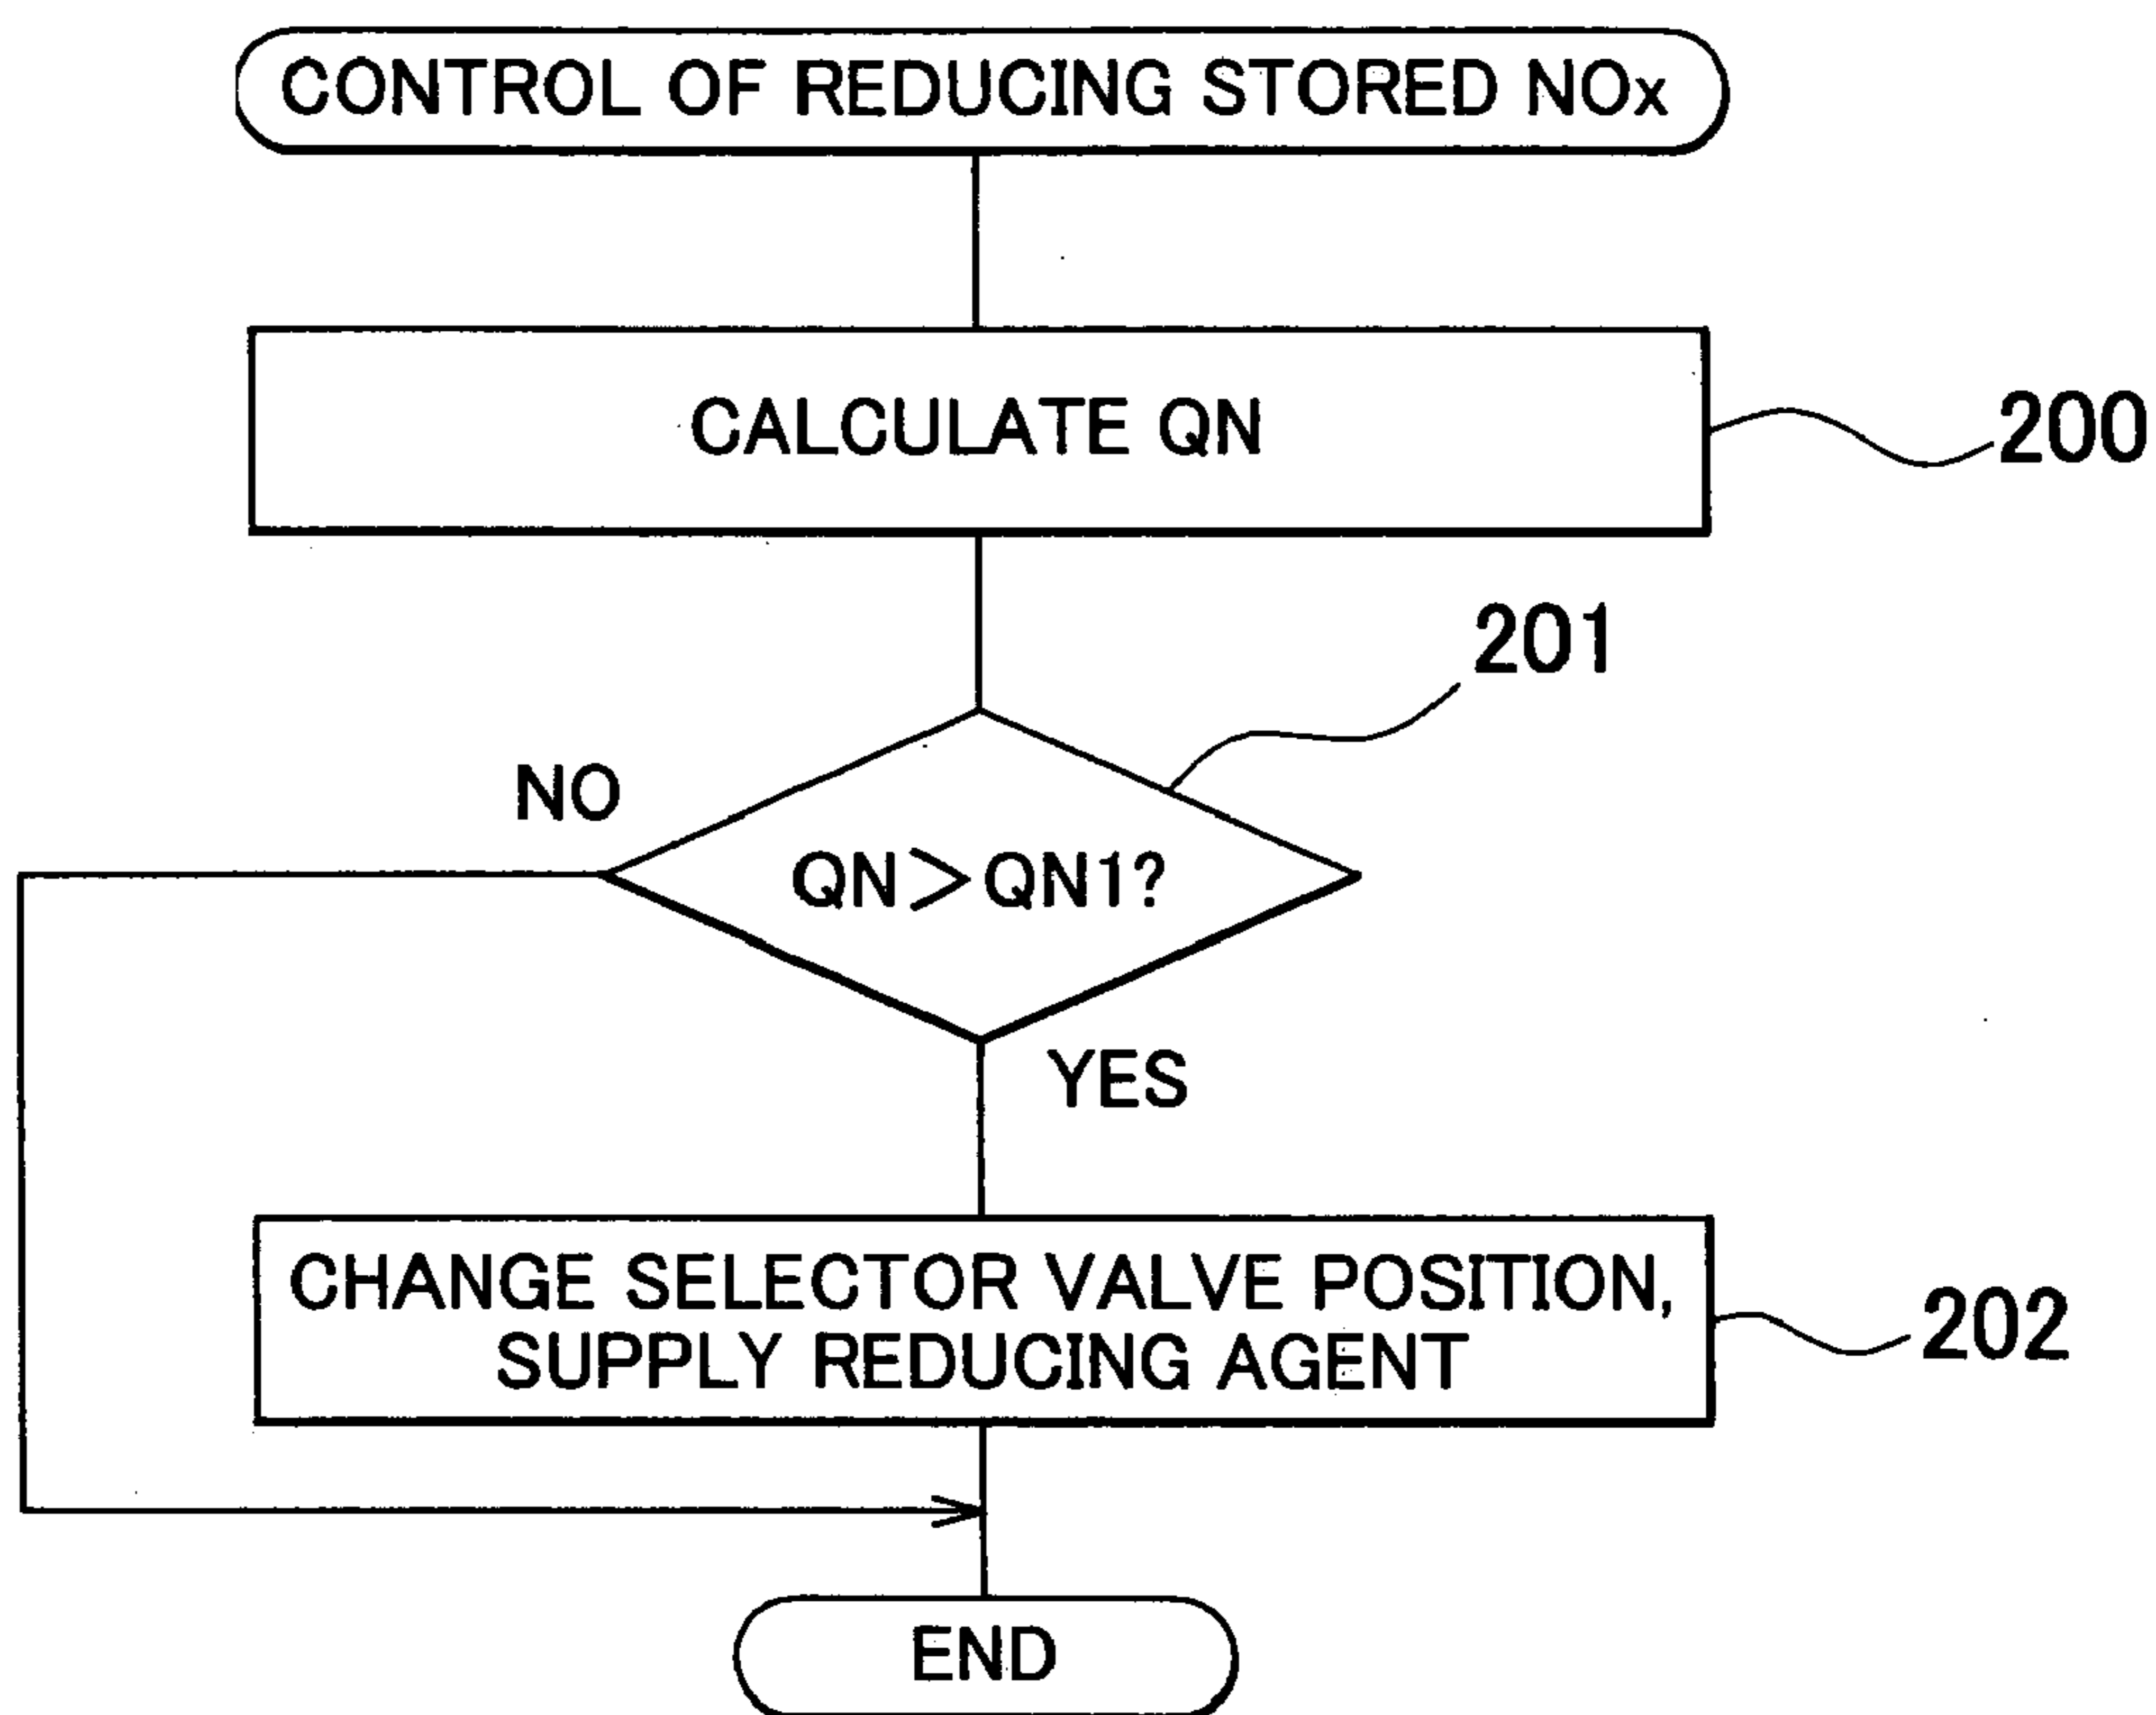 CONTROL OF REDUCING STORED NOx
CALCULATE QN
200
201
NO
QN>QN1?
YES
CHANGE SELECTOR VALVE POSITION,
SUPPLY REDUCING AGENT
202
END